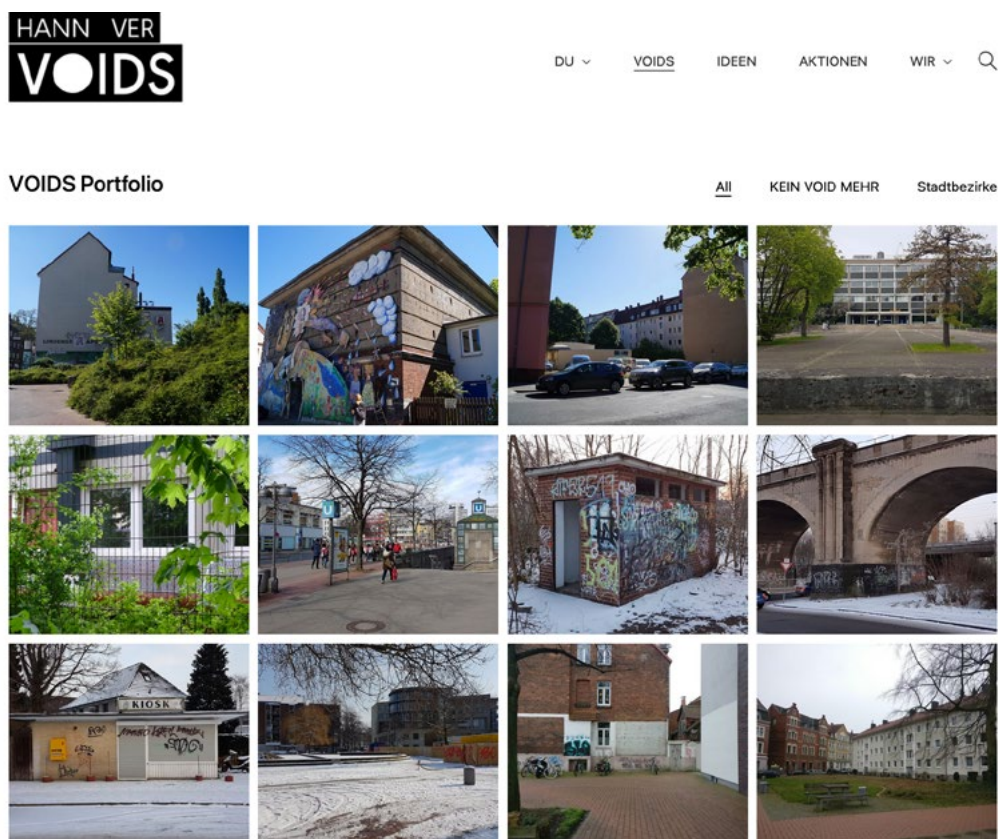 HANN VER
VOIDS
DU
VOIDS
IDEEN
AKTIONEN
WIR
VOIDS Portfolio
All
KEIN VOID MEHR
Stadtbezirke
U
U
KIOSK